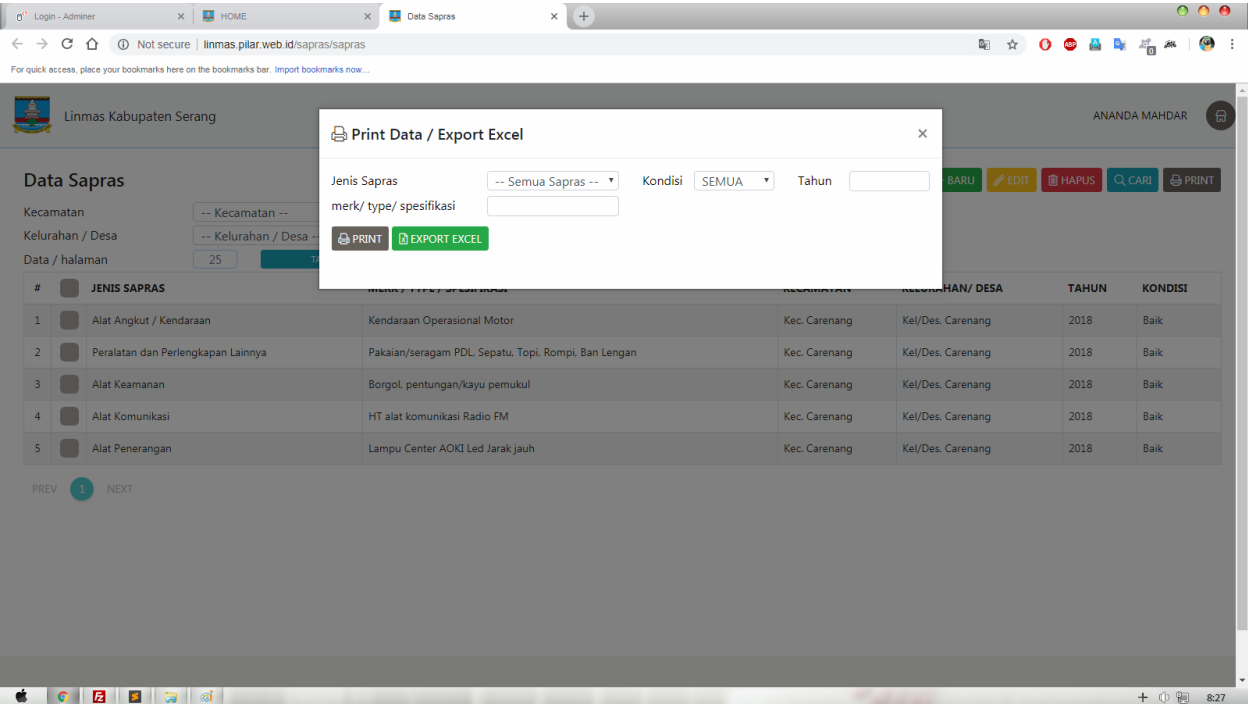 Login - Adminer
HOME
Data Sapras
Not secure | linmas.pilar.web.id/sapras/sapras
ABP
0
For quick access, place your bookmarks here on the bookmarks bar. Import bookmarks now...
Linmas Kabupaten Serang
ANANDA MAHDAR
Print Data / Export Excel
Jenis Sapras -- Semua Sapras -- Kondisi SEMUA Tahun
merk/ type/ spesifikasi
PRINT EXPORT EXCEL
Data Sapras
BARU EDIT HAPUS CARI PRINT
Kecamatan -- Kecamatan --
Kelurahan / Desa -- Kelurahan / Desa --
Data / halaman 25
# JENIS SAPRAS MERK / TYPE / SPESIFIKASI KECAMATAN KELURAHAN/ DESA TAHUN KONDISI
1 Alat Angkut / Kendaraan Kendaraan Operasional Motor Kec. Carenang Kel/Des. Carenang 2018 Baik
2 Peralatan dan Perlengkapan Lainnya Pakaian/seragam PDL, Sepatu, Topi, Rompi, Ban Lengan Kec. Carenang Kel/Des. Carenang 2018 Baik
3 Alat Keamanan Borgol, pentungan/kayu pemukul Kec. Carenang Kel/Des. Carenang 2018 Baik
4 Alat Komunikasi HT alat komunikasi Radio FM Kec. Carenang Kel/Des. Carenang 2018 Baik
5 Alat Penerangan Lampu Center AOKI Led Jarak jauh Kec. Carenang Kel/Des. Carenang 2018 Baik
PREV 1 NEXT
8:27